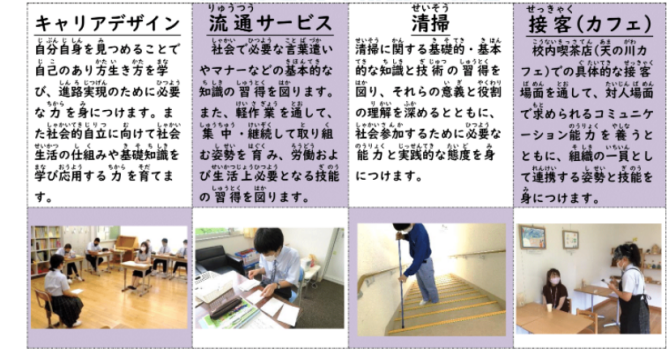 キャリアデザイン
自分自身を見つめることで
自己のあり方生き方を学
び、進路実現のために必要
な力を身につけます。ま
た社会的自立に向けて社会
生活の仕組みや基礎知識を
学び応用する力を育てま
す。
流通サービス
社会で必要な言葉遣い
やマナーなどの基本的な
知識の習得を図ります。
また、軽作業を通して、
集中・継続して取り組
む姿勢を育み、労働およ
び生活上必要となる技能
の習得を図ります。
清掃
清掃に関する基礎的・基本
的な知識と技術の習得を
図り、それらの意義と役割
の理解を深めるとともに、
社会参加するために必要な
能力と実践的な態度を身
につけます。
接客(カフェ)
校内喫茶店(天の川カ
フェ)での具体的な接客
場面を通して、対人場面
で求められるコミュニケ
ーション能力を養うと
ともに、組織の一員とし
て連携する姿勢と技能を
身につけます。